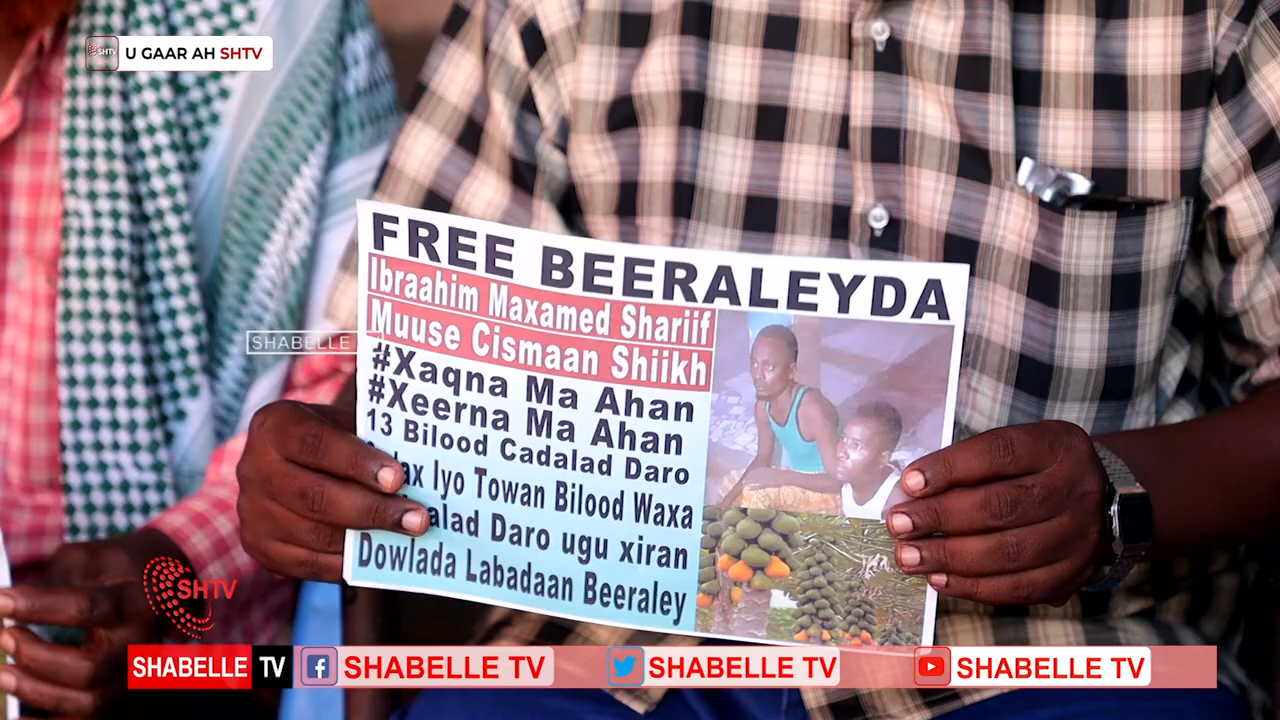 SHTV
U GAAR AH SHTV
FREE BEERALEYDA
Ibraahim Maxamed Shariif
Muuse Cismaan Shiikh
#Xaqna Ma Ahan
#Xeerna Ma Ahan
13 Bilood Cadalad Daro
Iyo Towan Bilood Waxa
Daro ugu xiran
Dowlada Labadaan Beeraley
SHABELLE
SHTV
SHABELLE TV
SHABELLE TV
SHABELLE TV
SHABELLE TV